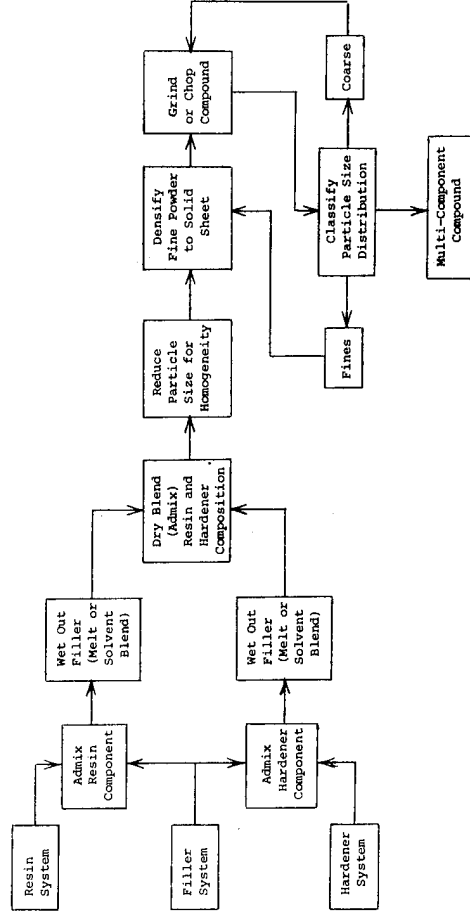 Resin
System
Filler
System
Hardener
System
Admix
Resin
Component
Admix
Hardener
Component
Wet Out
Filler
(Melt or
Solvent
Blend)
Wet Out
Filler
(Melt or
Solvent
Blend)
Dry Blend
(Admix)
Resin and
Hardener
Composition
Reduce
Particle
Size for
Homogeneity
Densify
Fine Powder
to Solid
Sheet
Grind
or Chop
Compound
Fines
Classify
Particle Size
Distribution
Coarse
Multi-Component
Compound